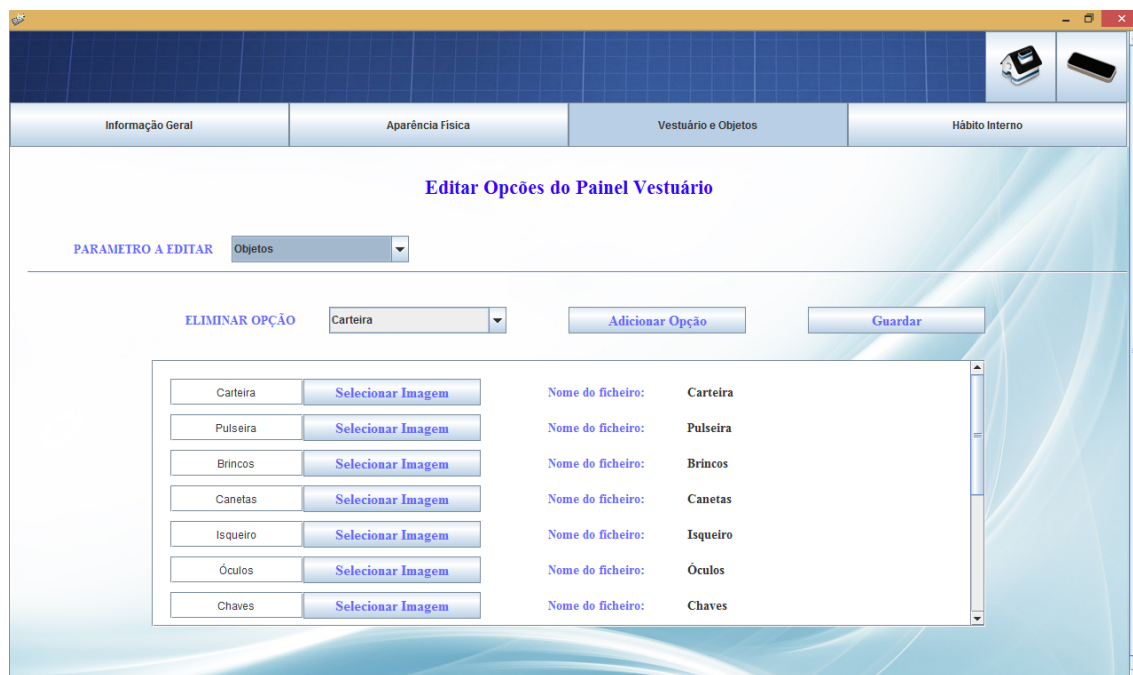 Informação Geral Aparência Fisica Vestuário e Objetos Hábito Interno
Editar Opcões do Painel Vestuário
PARAMETRO A EDITAR Objetos
ELIMINAR OPÇÃO Carteira Adicionar Opção Guardar
Carteira Selecionar Imagem Nome do ficheiro: Carteira
Pulseira Selecionar Imagem Nome do ficheiro: Pulseira
Brincos Selecionar Imagem Nome do ficheiro: Brincos
Canetas Selecionar Imagem Nome do ficheiro: Canetas
Isqueiro Selecionar Imagem Nome do ficheiro: Isqueiro
Óculos Selecionar Imagem Nome do ficheiro: Óculos
Chaves Selecionar Imagem Nome do ficheiro: Chaves